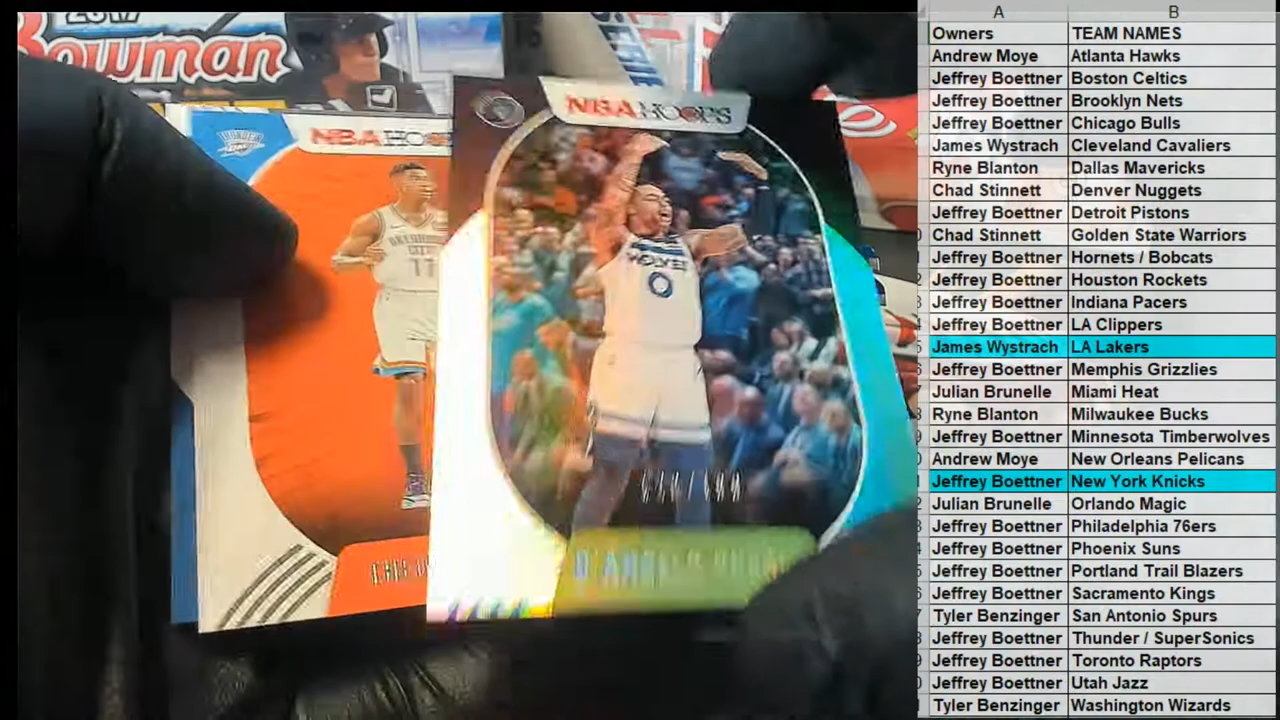 2017
Bowman
NBA HOOPS
NBA HOO
THUNDER
OKLAHOMA
CITY
11
WOLVES
0
A B
Owners TEAM NAMES
Andrew Moye Atlanta Hawks
Jeffrey Boettner Boston Celtics
Jeffrey Boettner Brooklyn Nets
Jeffrey Boettner Chicago Bulls
James Wystrach Cleveland Cavaliers
Ryne Blanton Dallas Mavericks
Chad Stinnett Denver Nuggets
Jeffrey Boettner Detroit Pistons
Chad Stinnett Golden State Warriors
Jeffrey Boettner Hornets / Bobcats
Jeffrey Boettner Houston Rockets
Jeffrey Boettner Indiana Pacers
Jeffrey Boettner LA Clippers
James Wystrach LA Lakers
Jeffrey Boettner Memphis Grizzlies
Julian Brunelle Miami Heat
Ryne Blanton Milwaukee Bucks
Jeffrey Boettner Minnesota Timberwolves
Andrew Moye New Orleans Pelicans
Jeffrey Boettner New York Knicks
Julian Brunelle Orlando Magic
Jeffrey Boettner Philadelphia 76ers
Jeffrey Boettner Phoenix Suns
Jeffrey Boettner Portland Trail Blazers
Jeffrey Boettner Sacramento Kings
Tyler Benzinger San Antonio Spurs
Jeffrey Boettner Thunder / SuperSonics
Jeffrey Boettner Toronto Raptors
Jeffrey Boettner Utah Jazz
Tyler Benzinger Washington Wizards